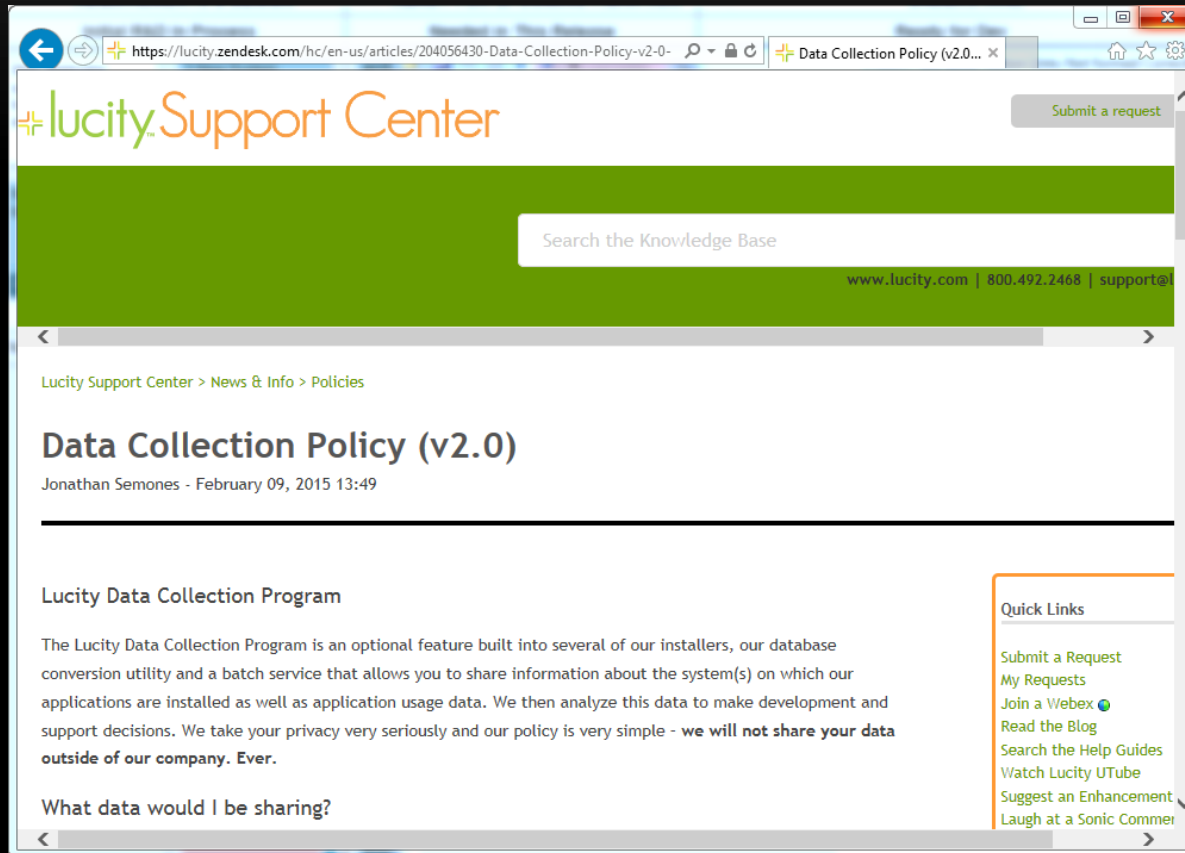 Needed in This Release
https://lucity.zendesk.com/hc/en-us/articles/204056430-Data-Collection-Policy-v2-0-
Data Collection Policy (v2.0...
lucity Support Center
Submit a request
Search the Knowledge Base
www.lucity.com | 800.492.2468 | support@l
Lucity Support Center > News & Info > Policies
Data Collection Policy (v2.0)
Jonathan Semones - February 09, 2015 13:49
Lucity Data Collection Program
The Lucity Data Collection Program is an optional feature built into several of our installers, our database
conversion utility and a batch service that allows you to share information about the system(s) on which our
applications are installed as well as application usage data. We then analyze this data to make development and
support decisions. We take your privacy very seriously and our policy is very simple - we will not share your data
outside of our company. Ever.
What data would I be sharing?
Quick Links
Submit a Request
My Requests
Join a Webex
Read the Blog
Search the Help Guides
Watch Lucity UTube
Suggest an Enhancement
Laugh at a Sonic Commer